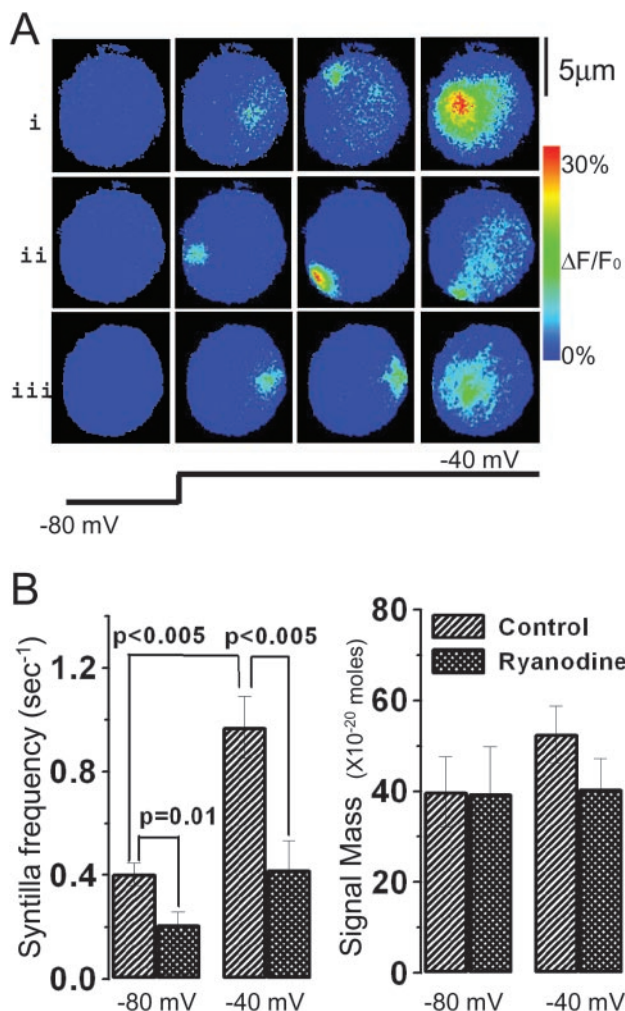 A
i
5μm
30%
ii
ΔF/F₀
0%
iii
-40 mV
-80 mV
B
Syntilla frequency (sec⁻¹)
1.2
0.8
0.4
0.0
p<0.005 p<0.005
p=0.01
-80 mV -40 mV
Signal Mass (X10⁻²⁰ moles)
80
60
40
20
0
Control
Ryanodine
-80 mV -40 mV